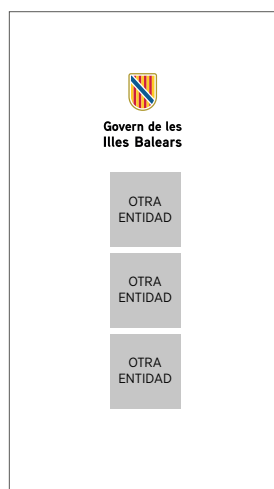 Govern de les
Illes Balears
OTRA
ENTIDAD
OTRA
ENTIDAD
OTRA
ENTIDAD